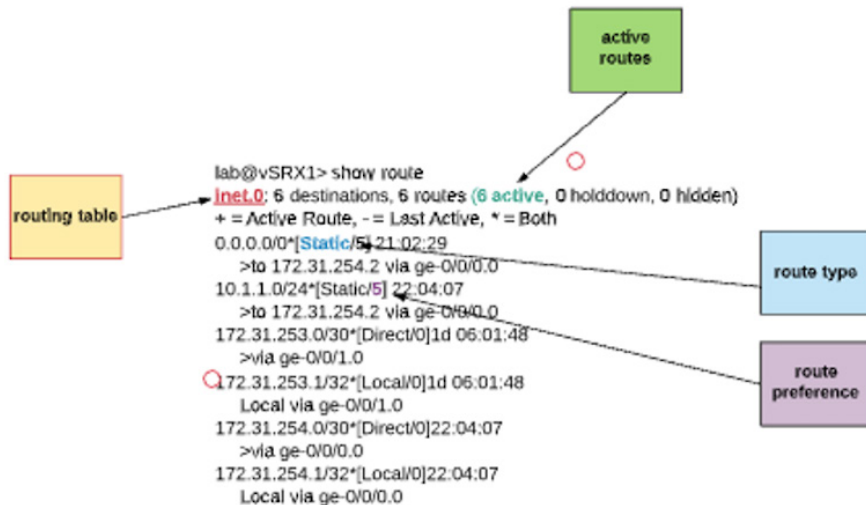 active
routes
lab@vSRX1> show route
routing table
inet.0: 6 destinations, 6 routes (6 active, 0 holddown, 0 hidden)
+ = Active Route, - = Last Active, * = Both
0.0.0.0/0*[Static/5] 21:02:29
>to 172.31.254.2 via ge-0/0/0.0
route type
10.1.1.0/24*[Static/5] 22:04:07
>to 172.31.254.2 via ge-0/0/0.0
172.31.253.0/30*[Direct/0]1d 06:01:48
>via ge-0/0/1.0
route
preference
172.31.253.1/32*[Local/0]1d 06:01:48
Local via ge-0/0/1.0
172.31.254.0/30*[Direct/0]22:04:07
>via ge-0/0/0.0
172.31.254.1/32*[Local/0]22:04:07
Local via ge-0/0/0.0